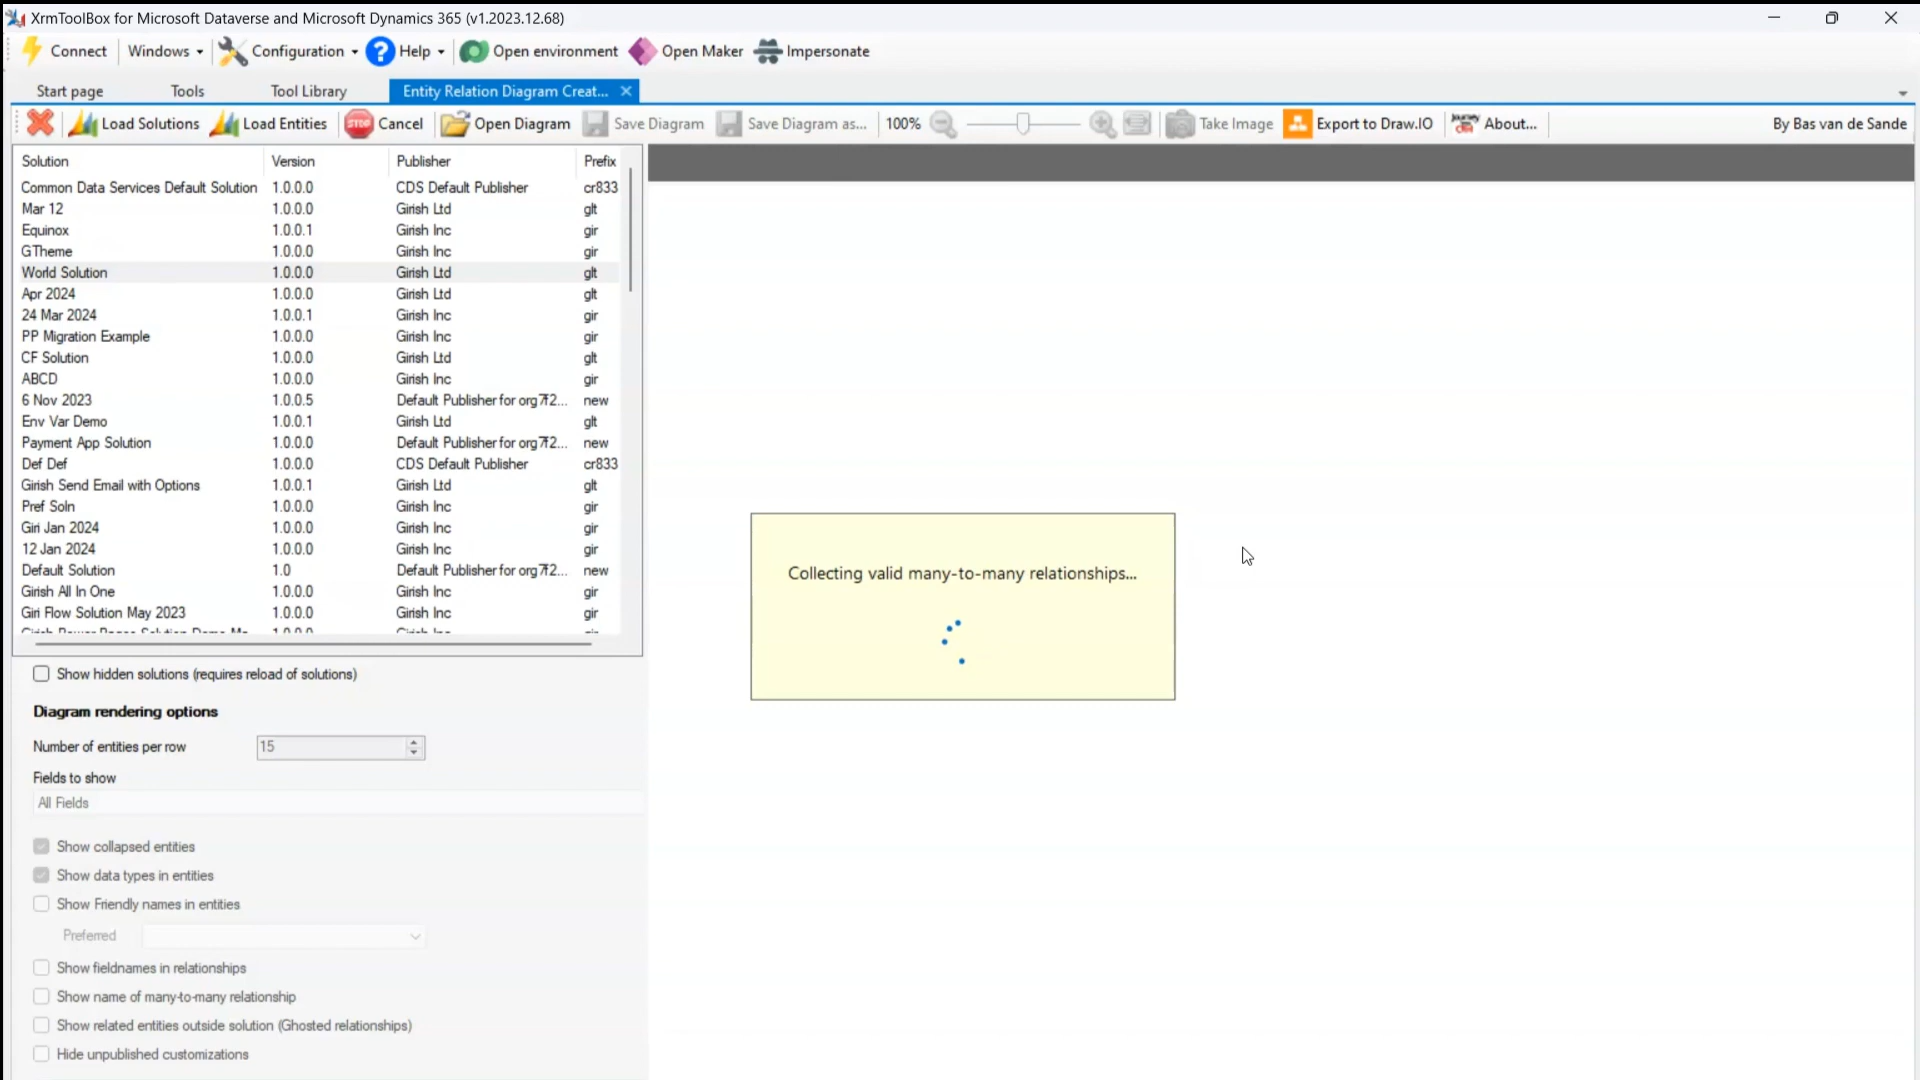 XrmToolBox for Microsoft Dataverse and Microsoft Dynamics 365 (v1.2023.12.68)
Connect Windows Configuration Help Open environment Open Maker Impersonate
Start page Tools Tool Library Entity Relation Diagram Creat...
Load Solutions Load Entities STOP Cancel Open Diagram Save Diagram Save Diagram as... 100% Take Image Export to Draw.IO About... By Bas van de Sande
Solution Version Publisher Prefix
Common Data Services Default Solution 1.0.0.0 CDS Default Publisher cr833
Mar 12 1.0.0.0 Girish Ltd glt
Equinox 1.0.0.1 Girish Inc gir
GTheme 1.0.0.0 Girish Inc gir
World Solution 1.0.0.0 Girish Ltd glt
Apr 2024 1.0.0.0 Girish Ltd glt
24 Mar 2024 1.0.0.1 Girish Inc gir
PP Migration Example 1.0.0.0 Girish Inc gir
CF Solution 1.0.0.0 Girish Ltd glt
ABCD 1.0.0.0 Girish Inc gir
6 Nov 2023 1.0.0.5 Default Publisher for org7f2... new
Env Var Demo 1.0.0.1 Girish Ltd glt
Payment App Solution 1.0.0.0 Default Publisher for org7f2... new
Def Def 1.0.0.0 CDS Default Publisher cr833
Girish Send Email with Options 1.0.0.1 Girish Ltd glt
Pref Soln 1.0.0.0 Girish Inc gir
Giri Jan 2024 1.0.0.0 Girish Inc gir
12 Jan 2024 1.0.0.0 Girish Inc gir
Default Solution 1.0 Default Publisher for org7f2... new
Girish All In One 1.0.0.0 Girish Inc gir
Giri Flow Solution May 2023 1.0.0.0 Girish Inc gir
Collecting valid many-to-many relationships...
Show hidden solutions (requires reload of solutions)
Diagram rendering options
Number of entities per row 15
Fields to show
All Fields
Show collapsed entities
Show data types in entities
Show Friendly names in entities
Preferred
Show fieldnames in relationships
Show name of many-to-many relationship
Show related entities outside solution (Ghosted relationships)
Hide unpublished customizations